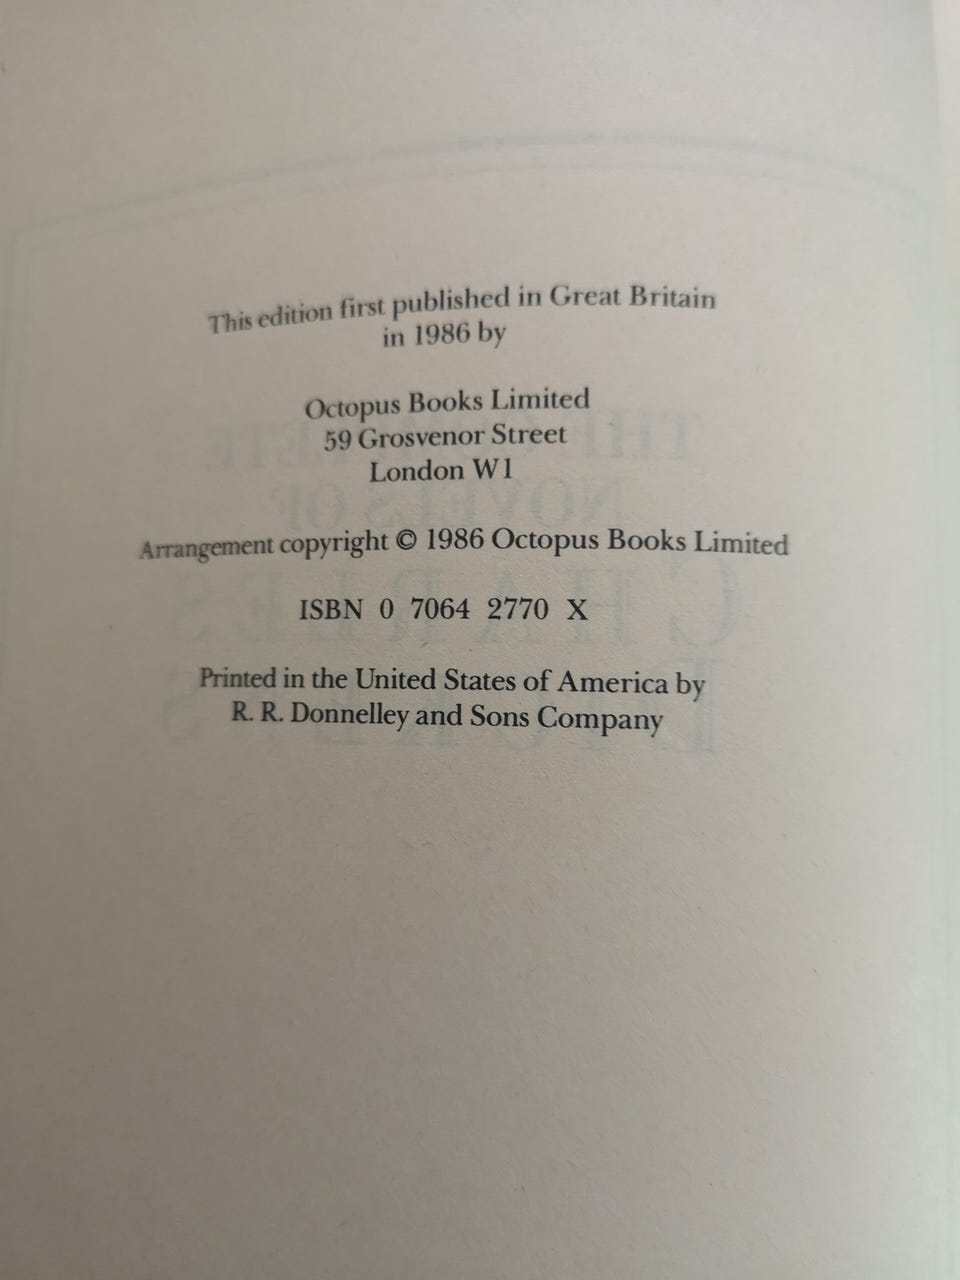 This edition first published in Great Britain
in 1986 by
Octopus Books Limited
59 Grosvenor Street
London W1
Arrangement copyright © 1986 Octopus Books Limited
ISBN 0 7064 2770 X
Printed in the United States of America by
R. R. Donnelley and Sons Company